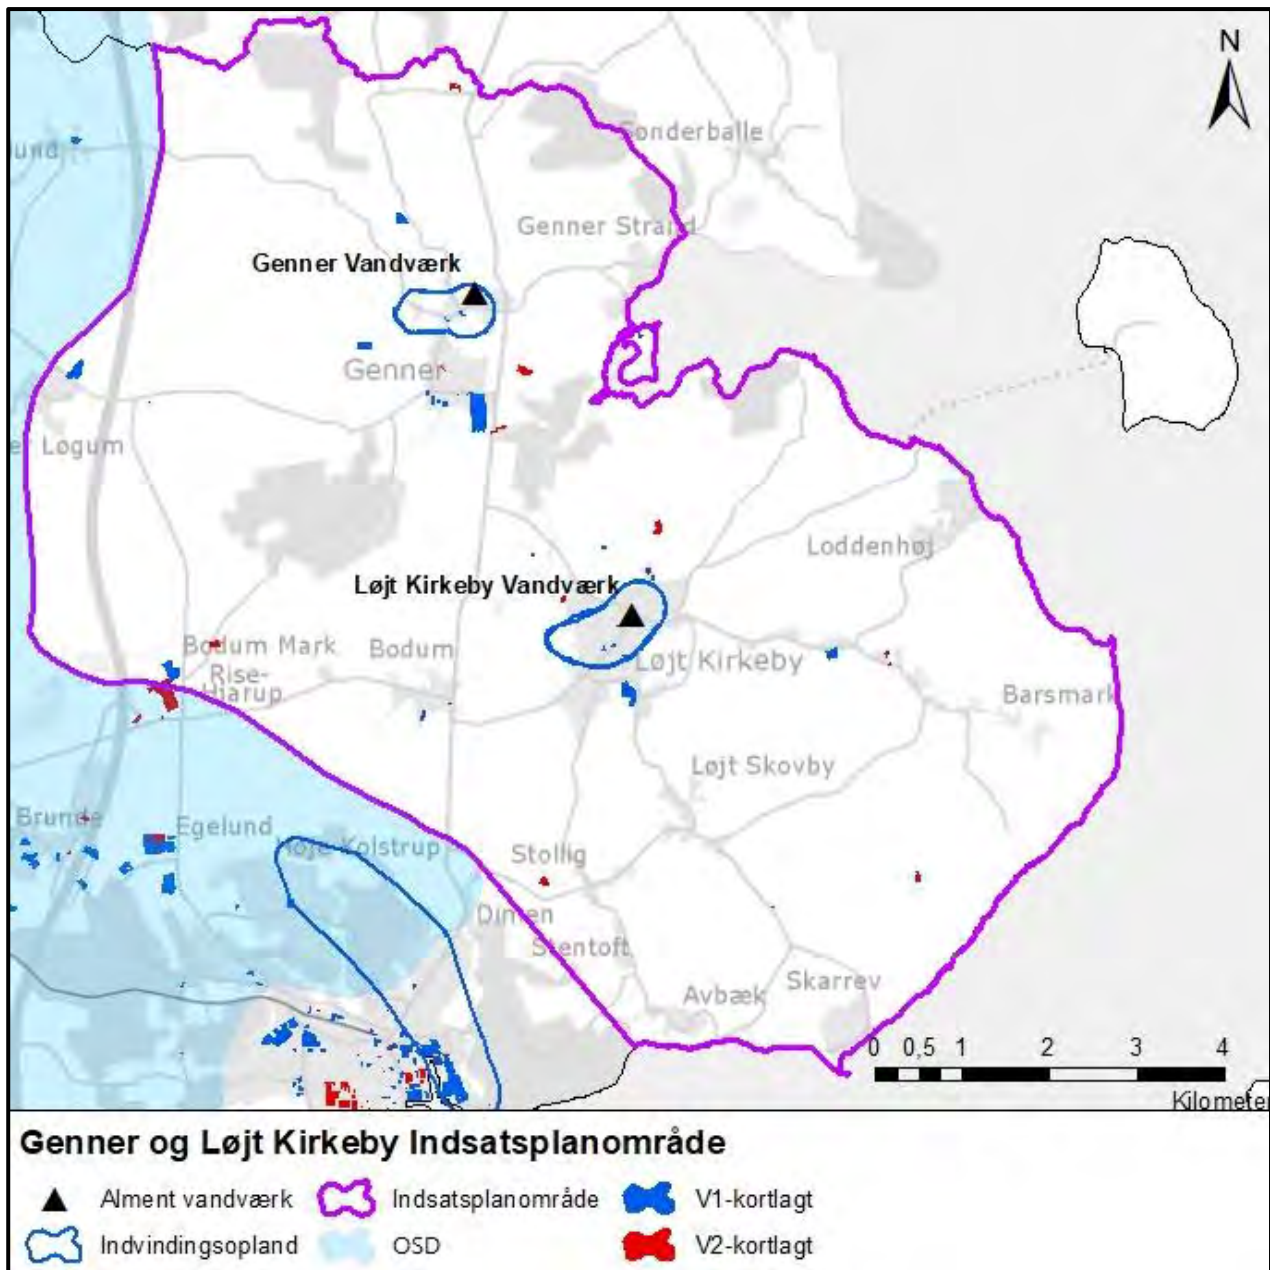 N
Sønderballe
Genner Strand
Genner Vandværk
Genner
Løgum
Loddenhøj
Løjt Kirkeby Vandværk
Bodum Mark
Bodum
Rise-
Hjarup
Løjt Kirkeby
Barsmark
Løjt Skovby
Brunde
Egelund
Høje Kolstrup
Stollig
Dimen
Stentoft
Skarrev
Avbæk
0 0,5 1 2 3 4
Kilometer
Genner og Løjt Kirkeby Indsatsplanområde
Alment vandværk Indsatsplanområde V1-kortlagt
Indvindingsopland OSD V2-kortlagt